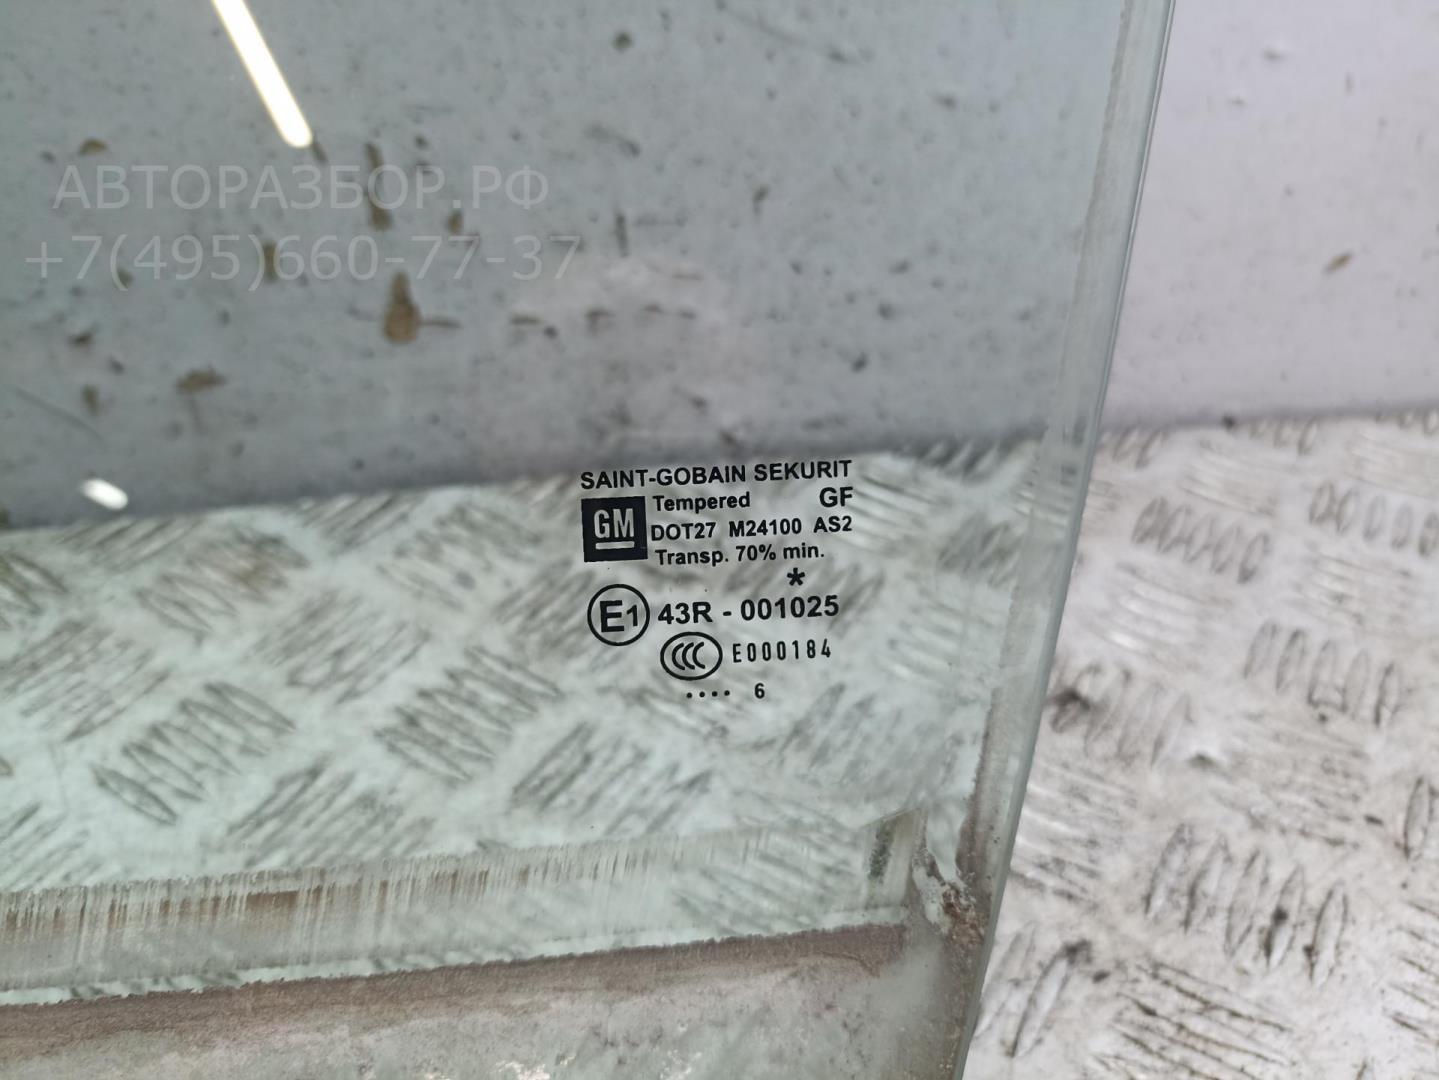 АВТОРАЗБОР.РФ
+7(495)660-77-37
SAINT-GOBAIN SEKURIT
GM Tempered GF
DOT27 M24100 AS2
Transp. 70% min.
*
E1 43R - 001025
CCC E000184
.... 6